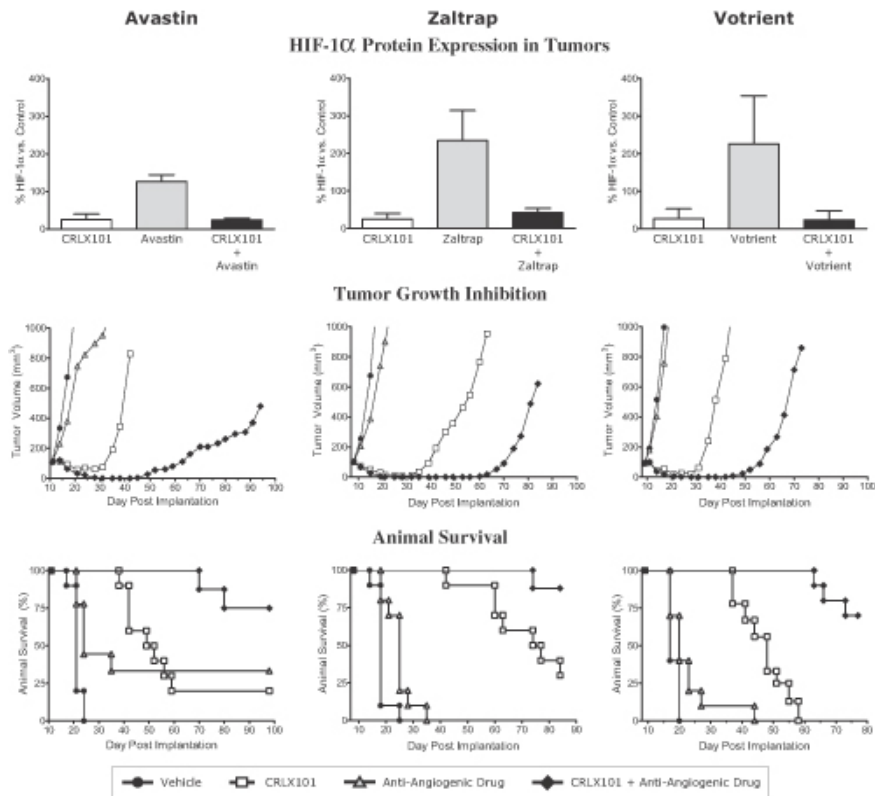 Avastin Zaltrap Votrient
HIF-1α Protein Expression in Tumors
% HIF-1α vs. Control
400
300
200
100
0
CRLX101 Avastin CRLX101
+
Avastin
% HIF-1α vs. Control
400
300
200
100
0
CRLX101 Zaltrap CRLX101
+
Zaltrap
% HIF-1α vs. Control
400
300
200
100
0
CRLX101 Votrient CRLX101
+
Votrient
Tumor Growth Inhibition
Tumor Volume (mm³)
1000
800
600
400
200
0
10 20 30 40 50 60 70 80 90 100
Day Post Implantation
Tumor Volume (mm³)
1000
800
600
400
200
0
10 20 30 40 50 60 70 80 90 100
Day Post Implantation
Tumor Volume (mm³)
1000
800
600
400
200
0
10 20 30 40 50 60 70 80 90 100
Day Post Implantation
Animal Survival
Animal Survival (%)
100
75
50
25
0
10 20 30 40 50 60 70 80 90 100
Day Post Implantation
Animal Survival (%)
100
75
50
25
0
10 20 30 40 50 60 70 80 90
Day Post Implantation
Animal Survival (%)
100
75
50
25
0
10 20 30 40 50 60 70 80
Day Post Implantation
Vehicle CRLX101 Anti-Angiogenic Drug CRLX101 + Anti-Angiogenic Drug